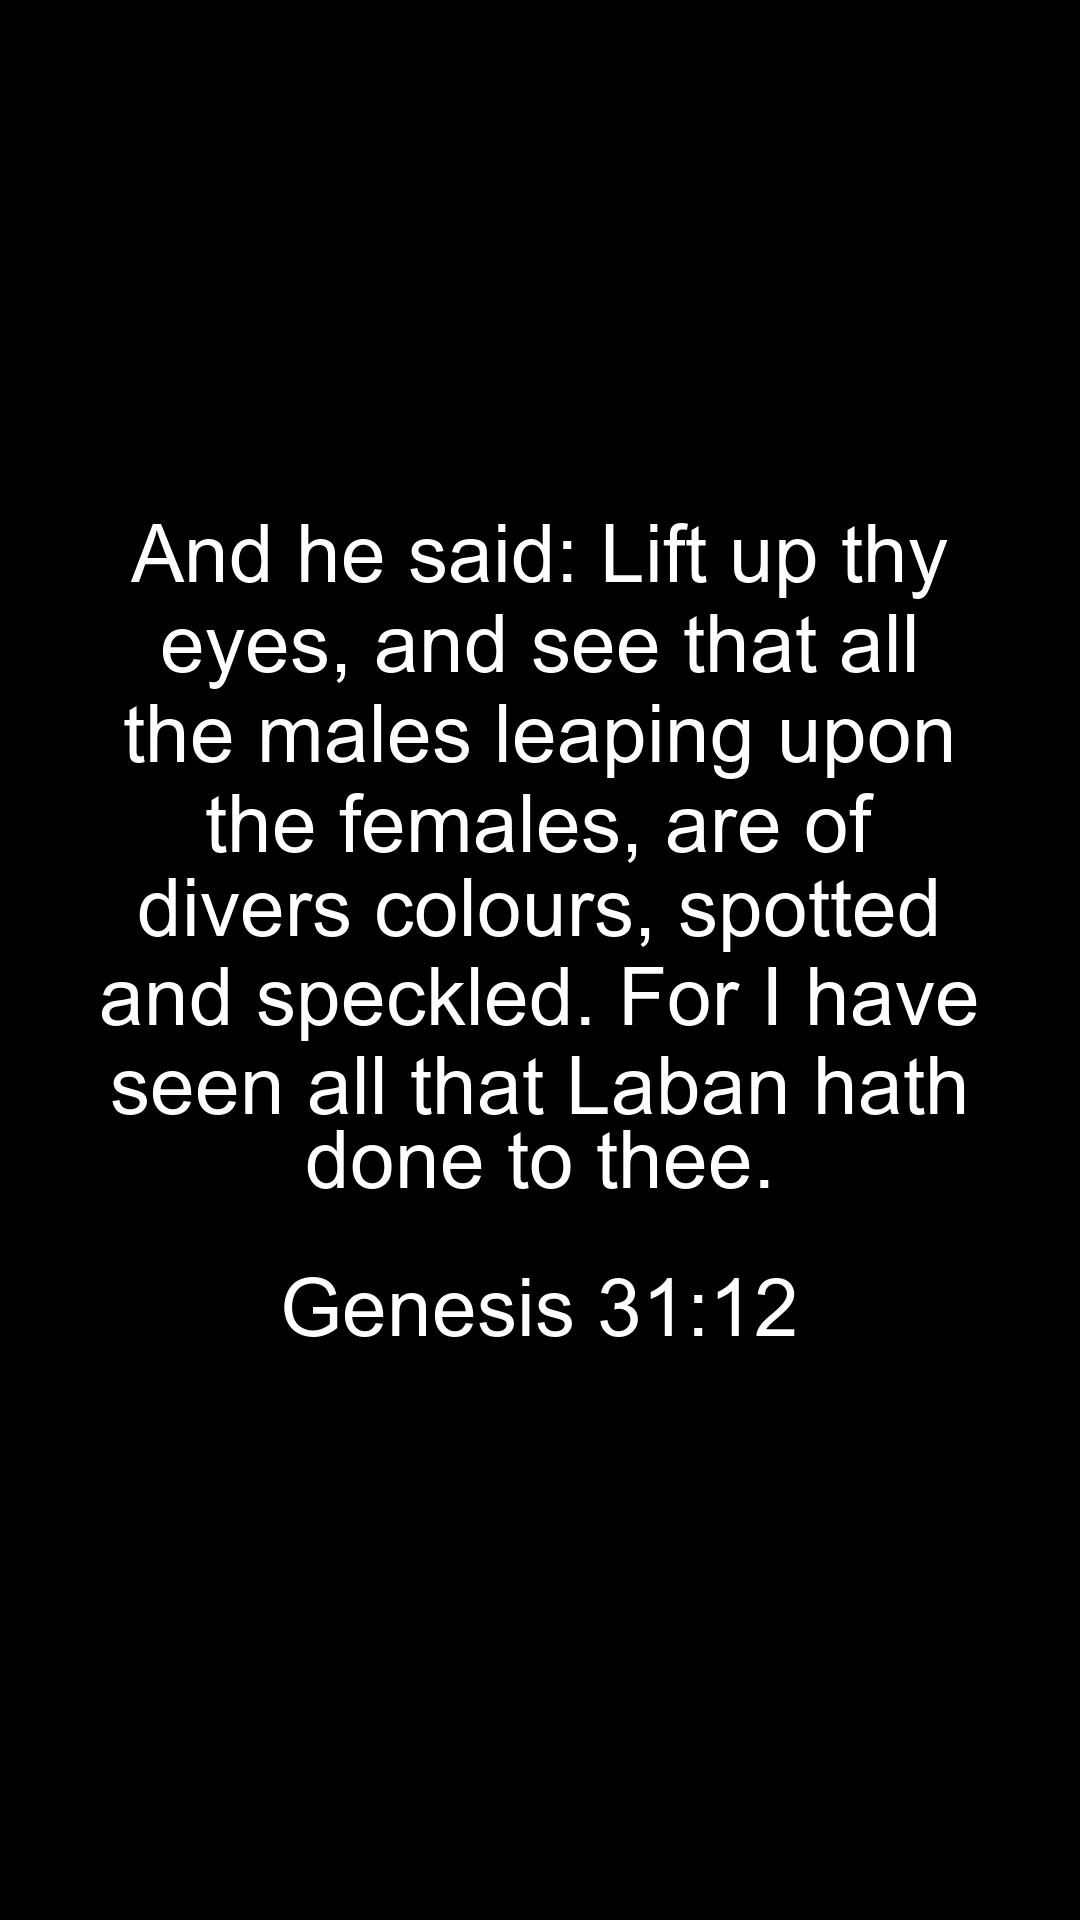 And he said: Lift up thy
eyes, and see that all
the males leaping upon
the females, are of
divers colours, spotted
and speckled. For I have
seen all that Laban hath
done to thee.
Genesis 31:12